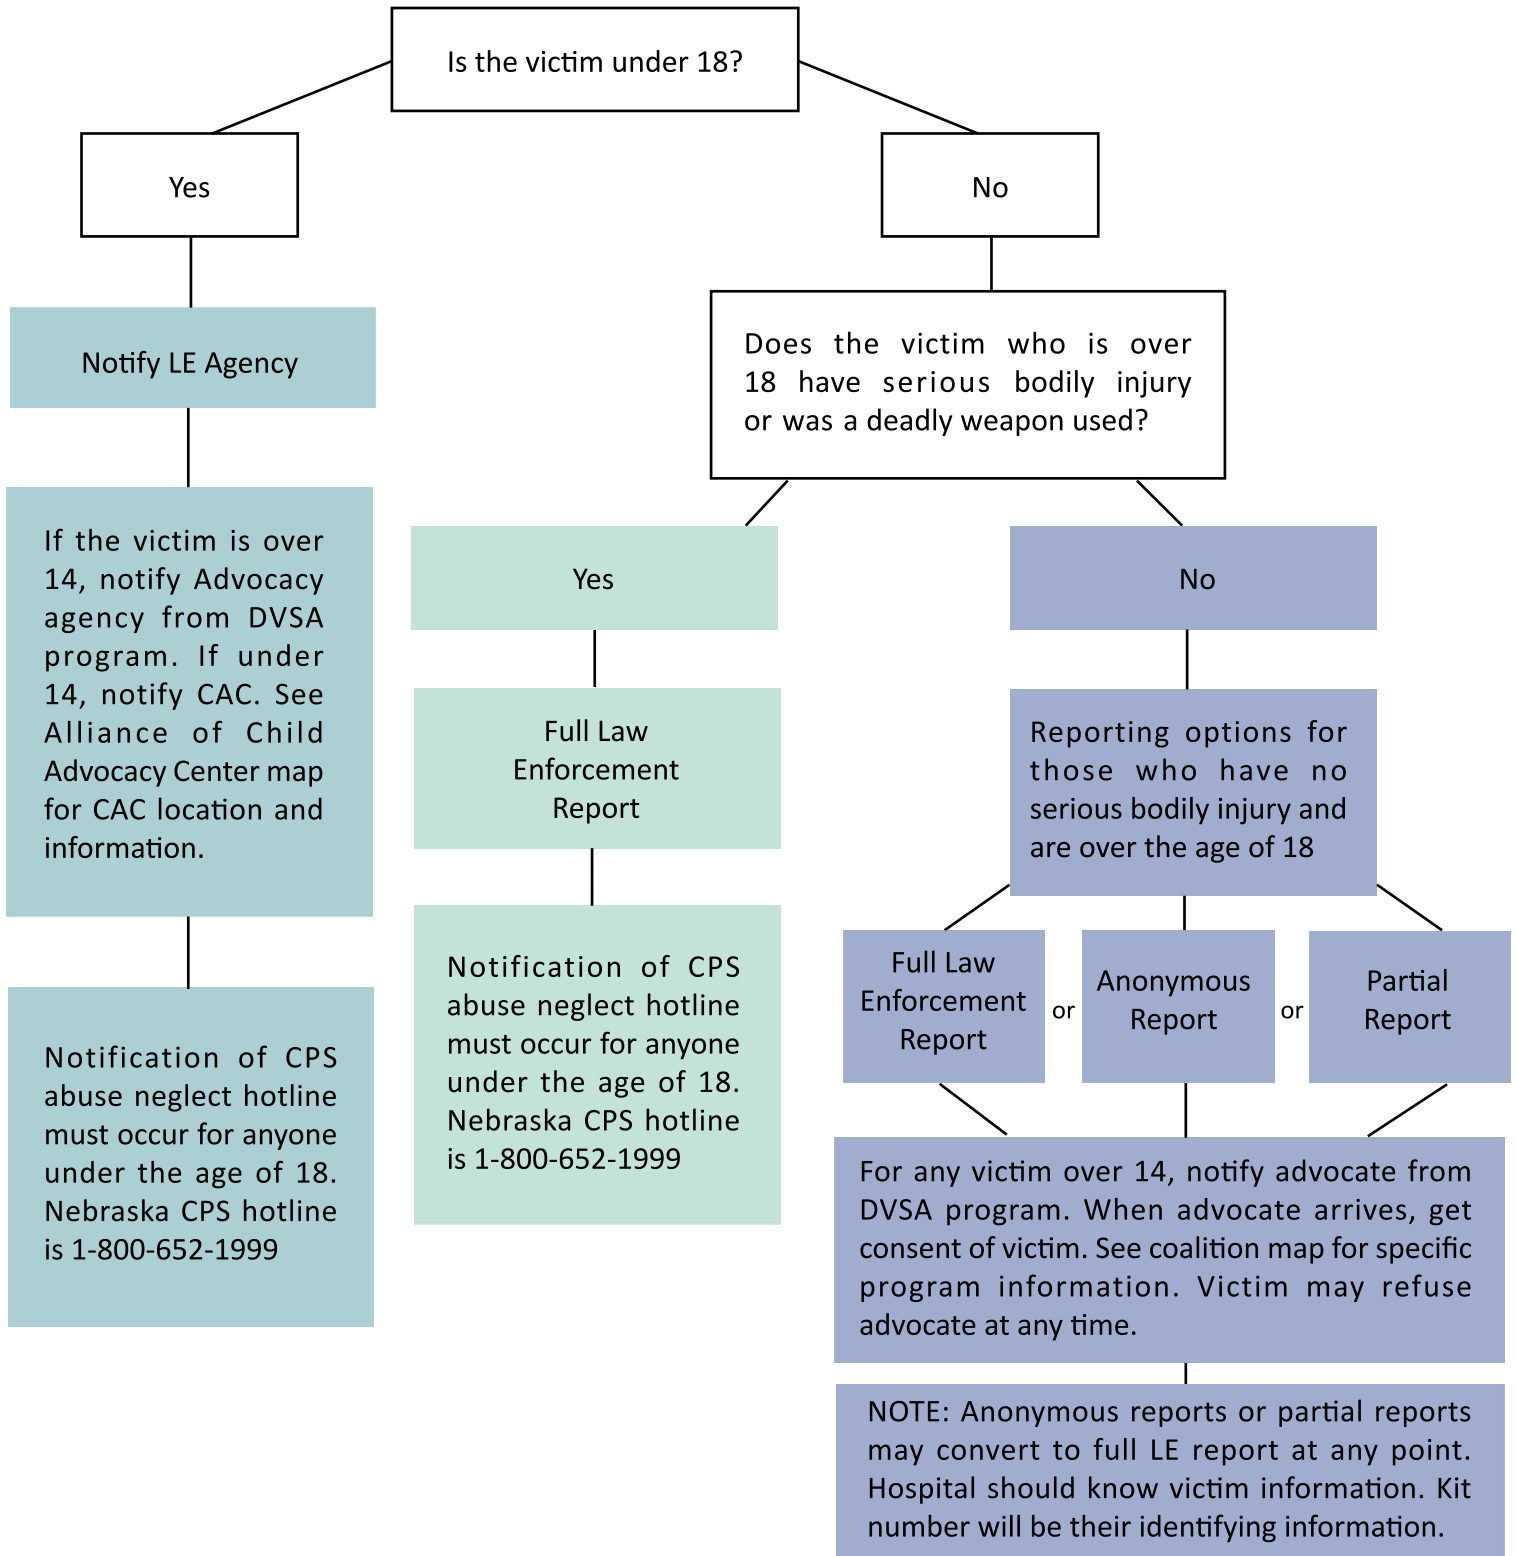 Is the victim under 18?
Yes
No
Notify LE Agency
If the victim is over
14, notify Advocacy
agency from DVSA
program. If under
14, notify CAC. See
Alliance of Child
Advocacy Center map
for CAC location and
information.
Notification of CPS
abuse neglect hotline
must occur for anyone
under the age of 18.
Nebraska CPS hotline
is 1-800-652-1999
Does the victim who is over
18 have serious bodily injury
or was a deadly weapon used?
Yes
Full Law
Enforcement
Report
Notification of CPS
abuse neglect hotline
must occur for anyone
under the age of 18.
Nebraska CPS hotline
is 1-800-652-1999
No
Reporting options for
those who have no
serious bodily injury and
are over the age of 18
Full Law
Enforcement
Report
or
Anonymous
Report
or
Partial
Report
For any victim over 14, notify advocate from
DVSA program. When advocate arrives, get
consent of victim. See coalition map for specific
program information. Victim may refuse
advocate at any time.
NOTE: Anonymous reports or partial reports
may convert to full LE report at any point.
Hospital should know victim information. Kit
number will be their identifying information.